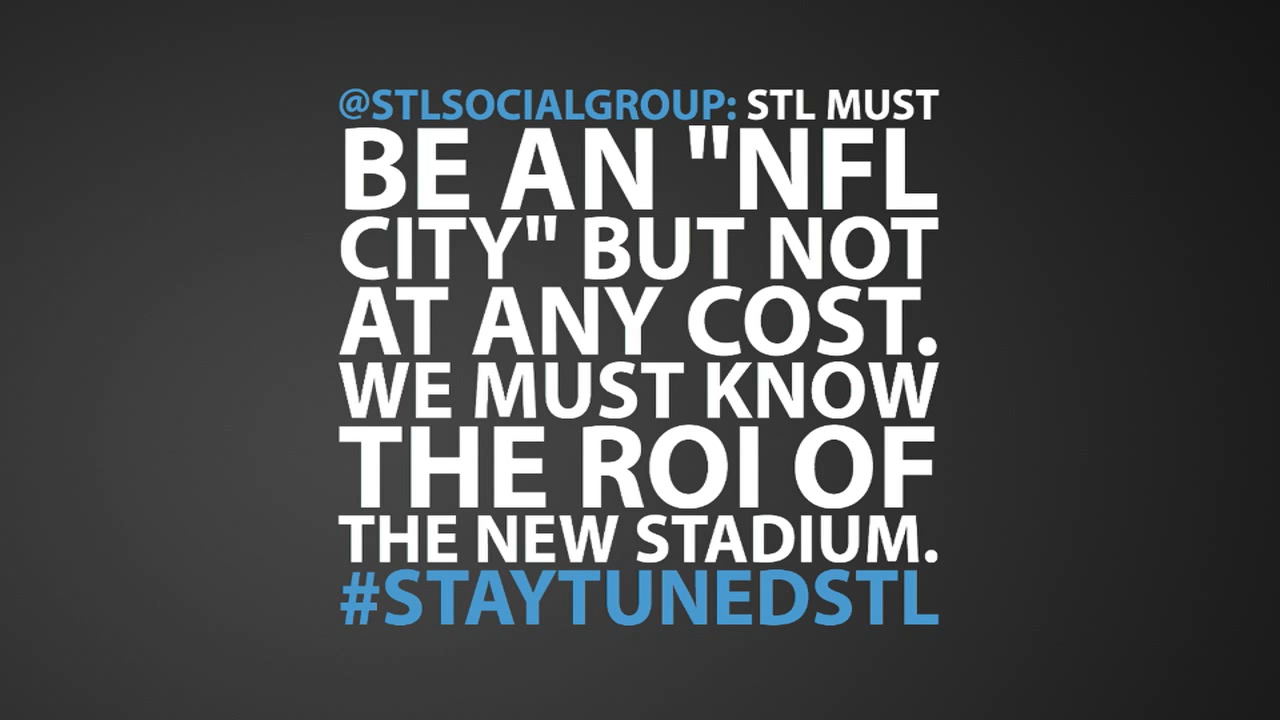 @STLSOCIALGROUP: STL MUST
BE AN "NFL
CITY" BUT NOT
AT ANY COST.
WE MUST KNOW
THE ROI OF
THE NEW STADIUM.
#STAYTUNEDSTL